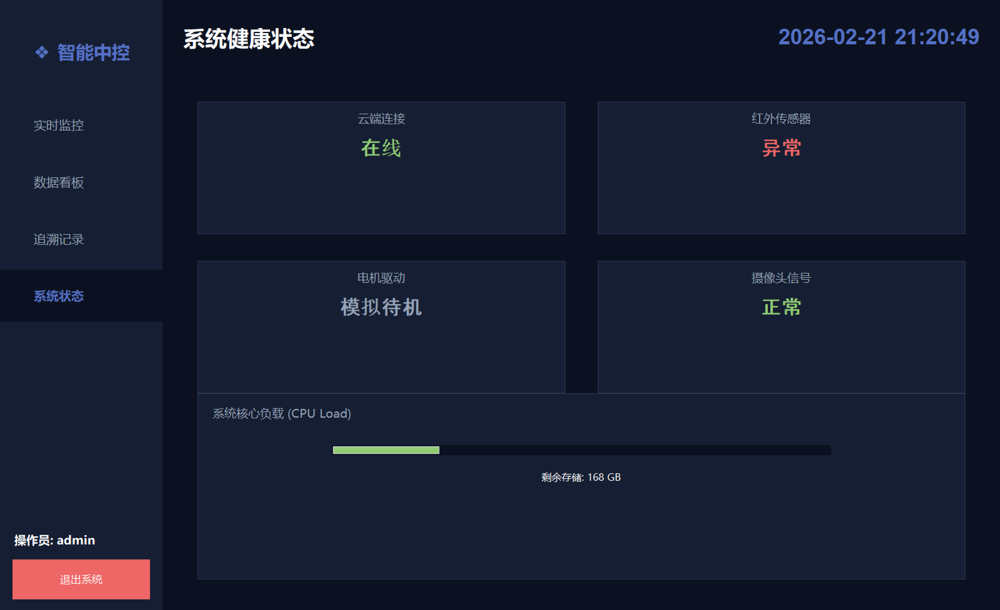 ❖ 智能中控
实时监控
数据看板
追溯记录
系统状态
操作员: admin
退出系统
系统健康状态
2026-02-21 21:20:49
云端连接
在线
红外传感器
异常
电机驱动
模拟待机
摄像头信号
正常
系统核心负载 (CPU Load)
剩余存储: 168 GB